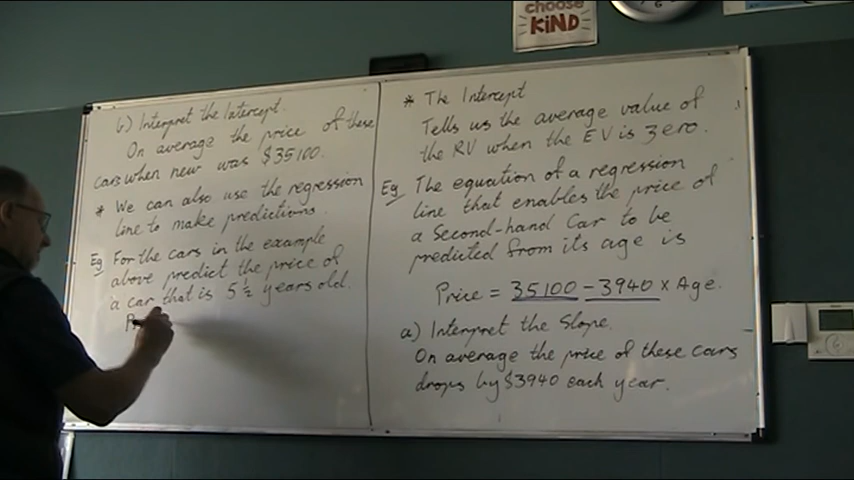 choose
KiND
b) Interpret the Intercept.
On average the price of these
cars when new was $35100.
* We can also use the regression
line to make predictions.
Eg For the cars in the example
above predict the price of
a car that is 5 1/2 years old.
P
* The Intercept
Tells us the average value of
the RV when the EV is zero.
Eg The equation of a regression
line that enables the price of
a Second-hand Car to be
predicted from its age is
Price = 35100 - 3940 x Age.
a) Interpret the Slope.
On average the price of these cars
drops by $3940 each year.